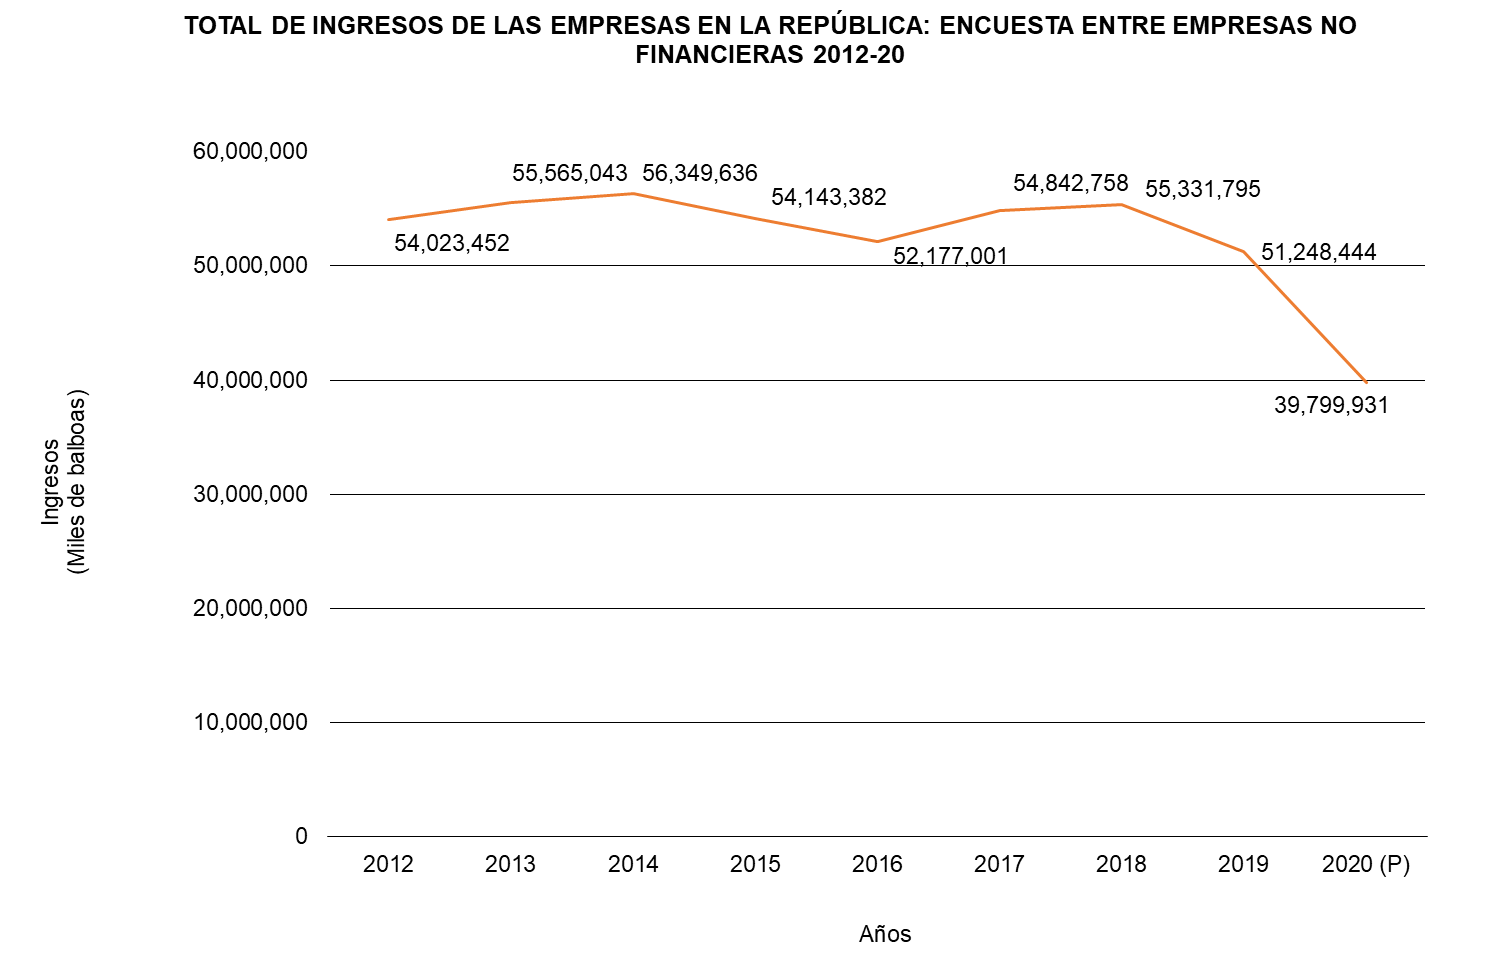 TOTAL DE INGRESOS DE LAS EMPRESAS EN LA REPÚBLICA: ENCUESTA ENTRE EMPRESAS NO
FINANCIERAS 2012-20
60,000,000
50,000,000
40,000,000
30,000,000
20,000,000
10,000,000
0
Ingresos
(Miles de balboas)
54,023,452
55,565,043
56,349,636
54,143,382
52,177,001
54,842,758
55,331,795
51,248,444
39,799,931
2012 2013 2014 2015 2016 2017 2018 2019 2020 (P)
Años